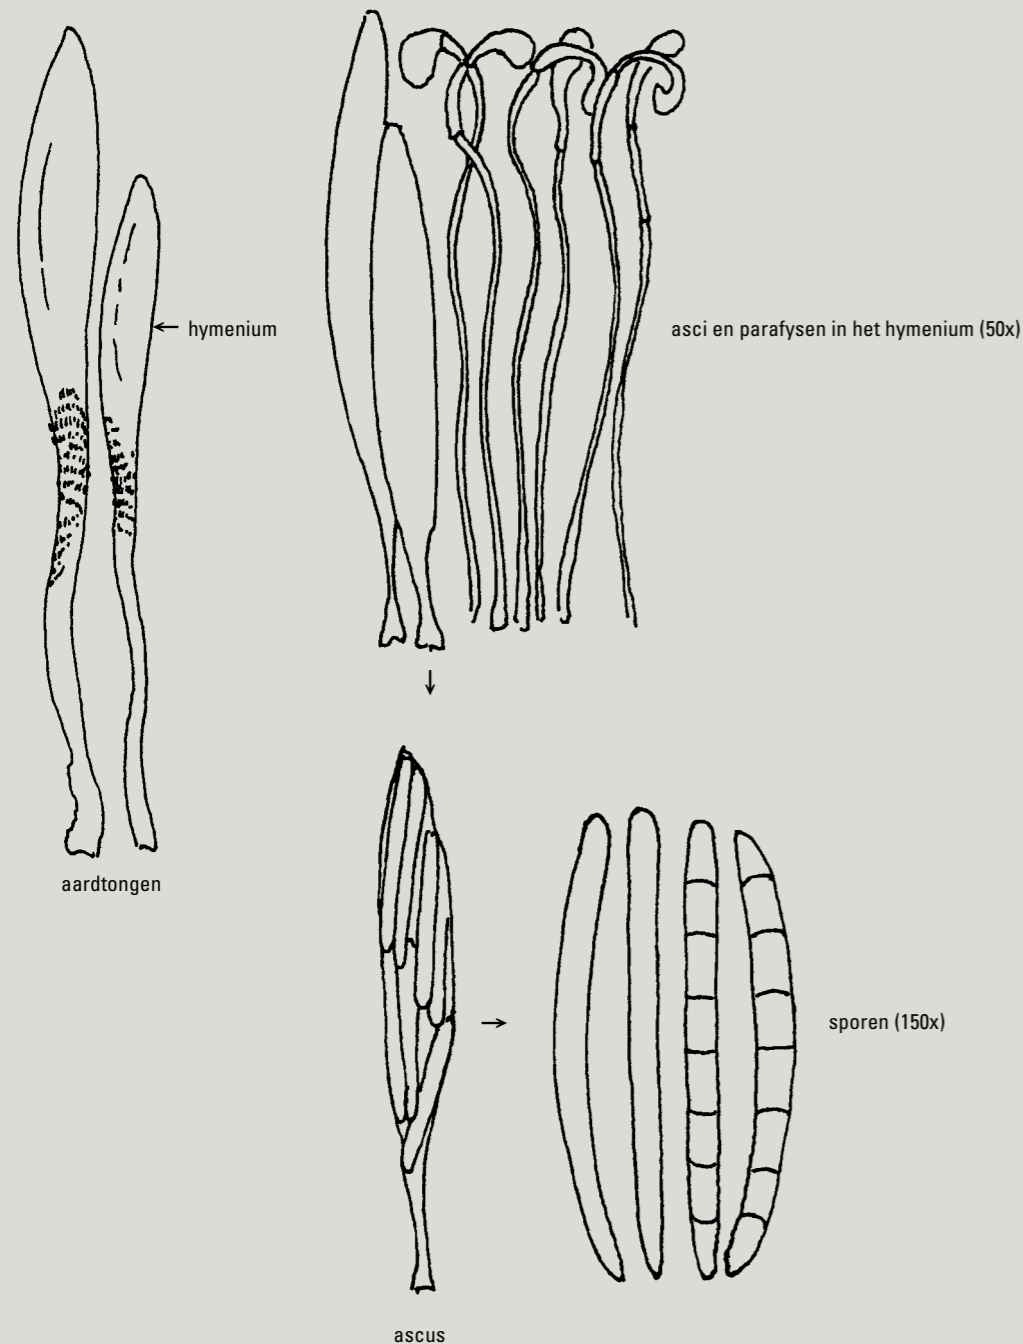 hymenium
asci en parafysen in het hymenium (50x)
aardtongen
sporen (150x)
ascus